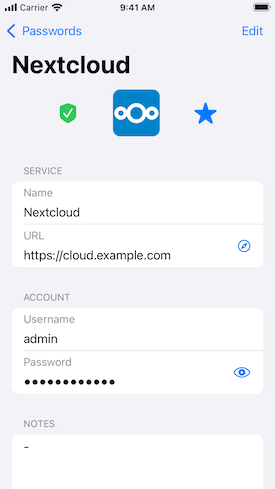 Carrier 9:41 AM
Passwords Edit
Nextcloud
SERVICE
Name
Nextcloud
URL
https://cloud.example.com
ACCOUNT
Username
admin
Password
●●●●●●●●●●●●
NOTES
-